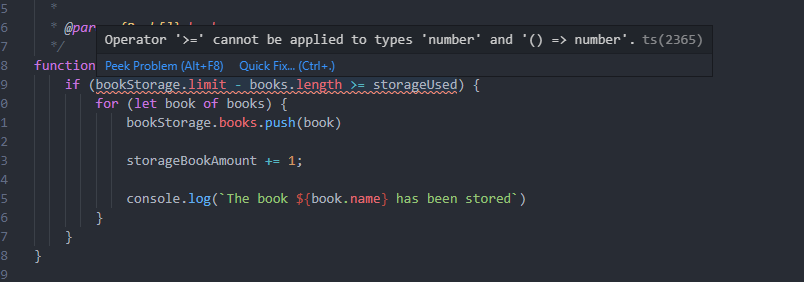 5 *
6 * @par
Operator '>=' cannot be applied to types 'number' and '() => number'. ts(2365)
7 */
Peek Problem (Alt+F8) Quick Fix... (Ctrl+.)
8 function
9 if (bookStorage.limit - books.length >= storageUsed) {
0 for (let book of books) {
1 bookStorage.books.push(book)
2
3 storageBookAmount += 1;
4
5 console.log(`The book ${book.name} has been stored`)
6 }
7 }
8 }
9